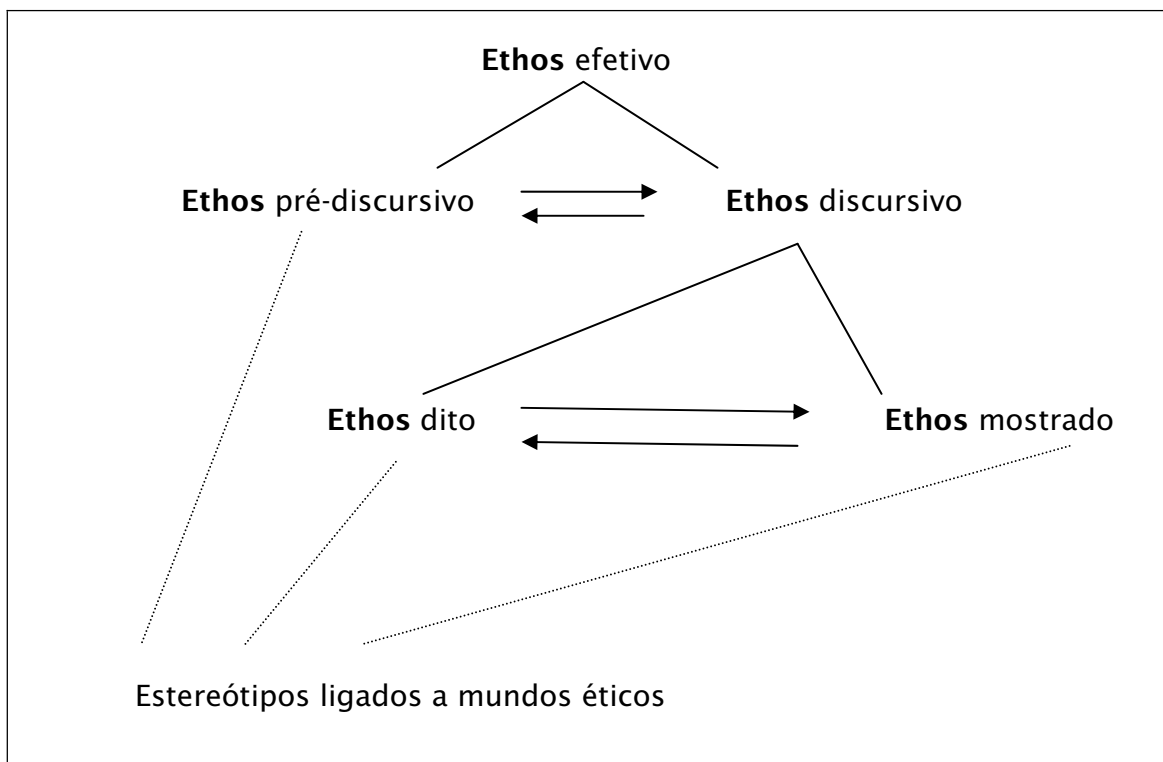 Ethos efetivo
Ethos pré-discursivo
Ethos discursivo
Ethos dito
Ethos mostrado
Estereótipos ligados a mundos éticos